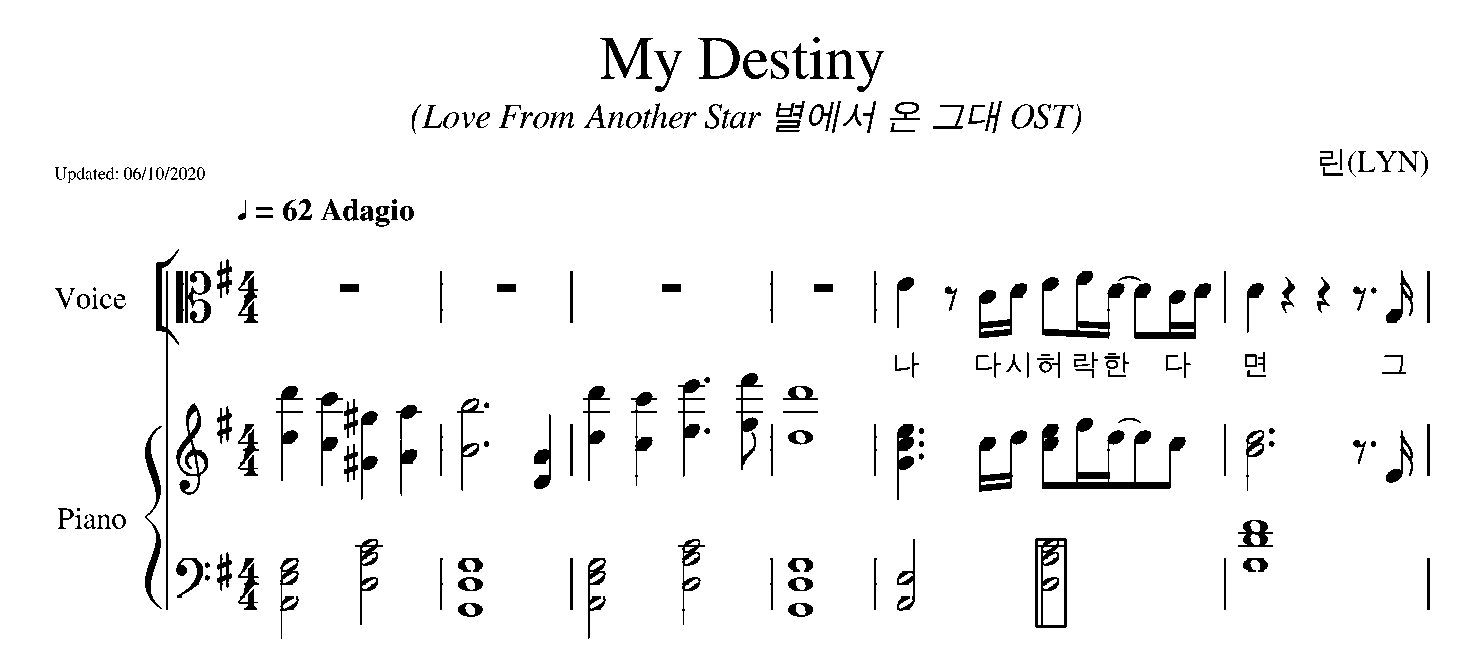 My Destiny
(Love From Another Star 별에서 온 그대 OST)
린(LYN)
Updated: 06/10/2020
♩ = 62 Adagio
Voice
나 다시허 락한 다 면 그
Piano